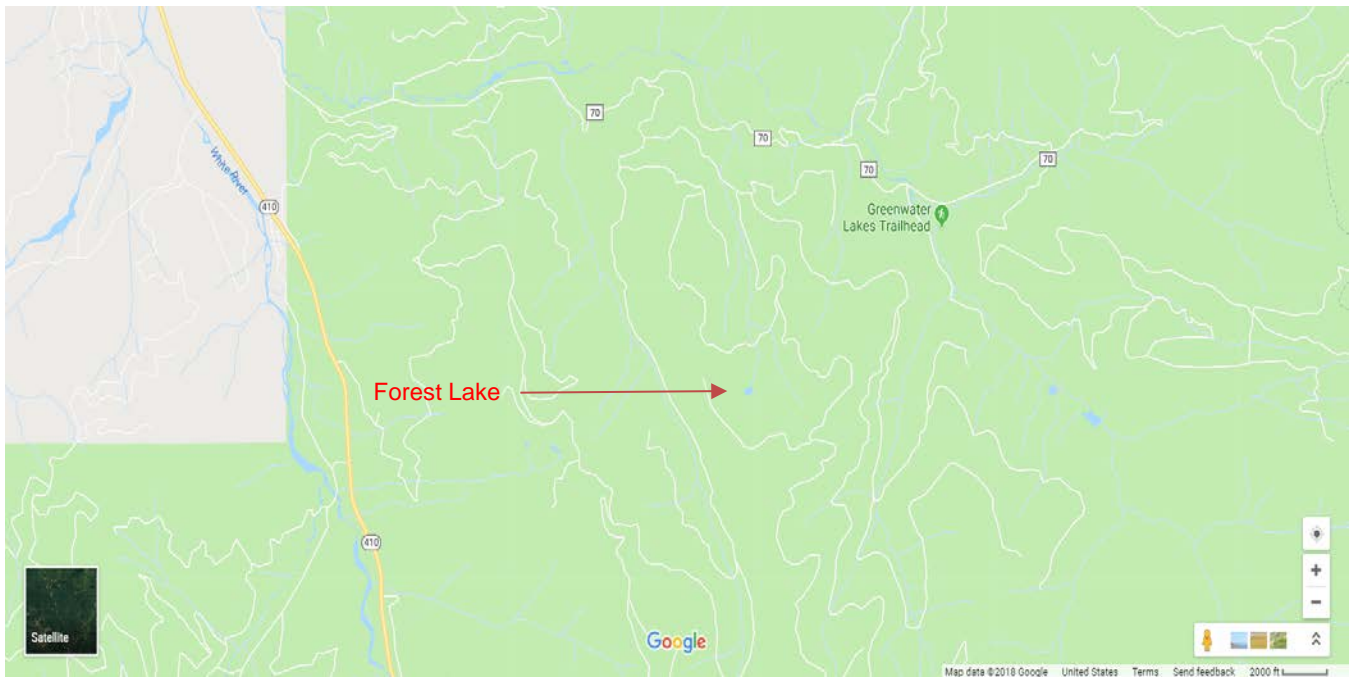 70
70
70
70
White River
410
Greenwater
Lakes Trailhead
Forest Lake
410
Satellite
Google
Map data ©2018 Google United States Terms Send feedback 2000 ft